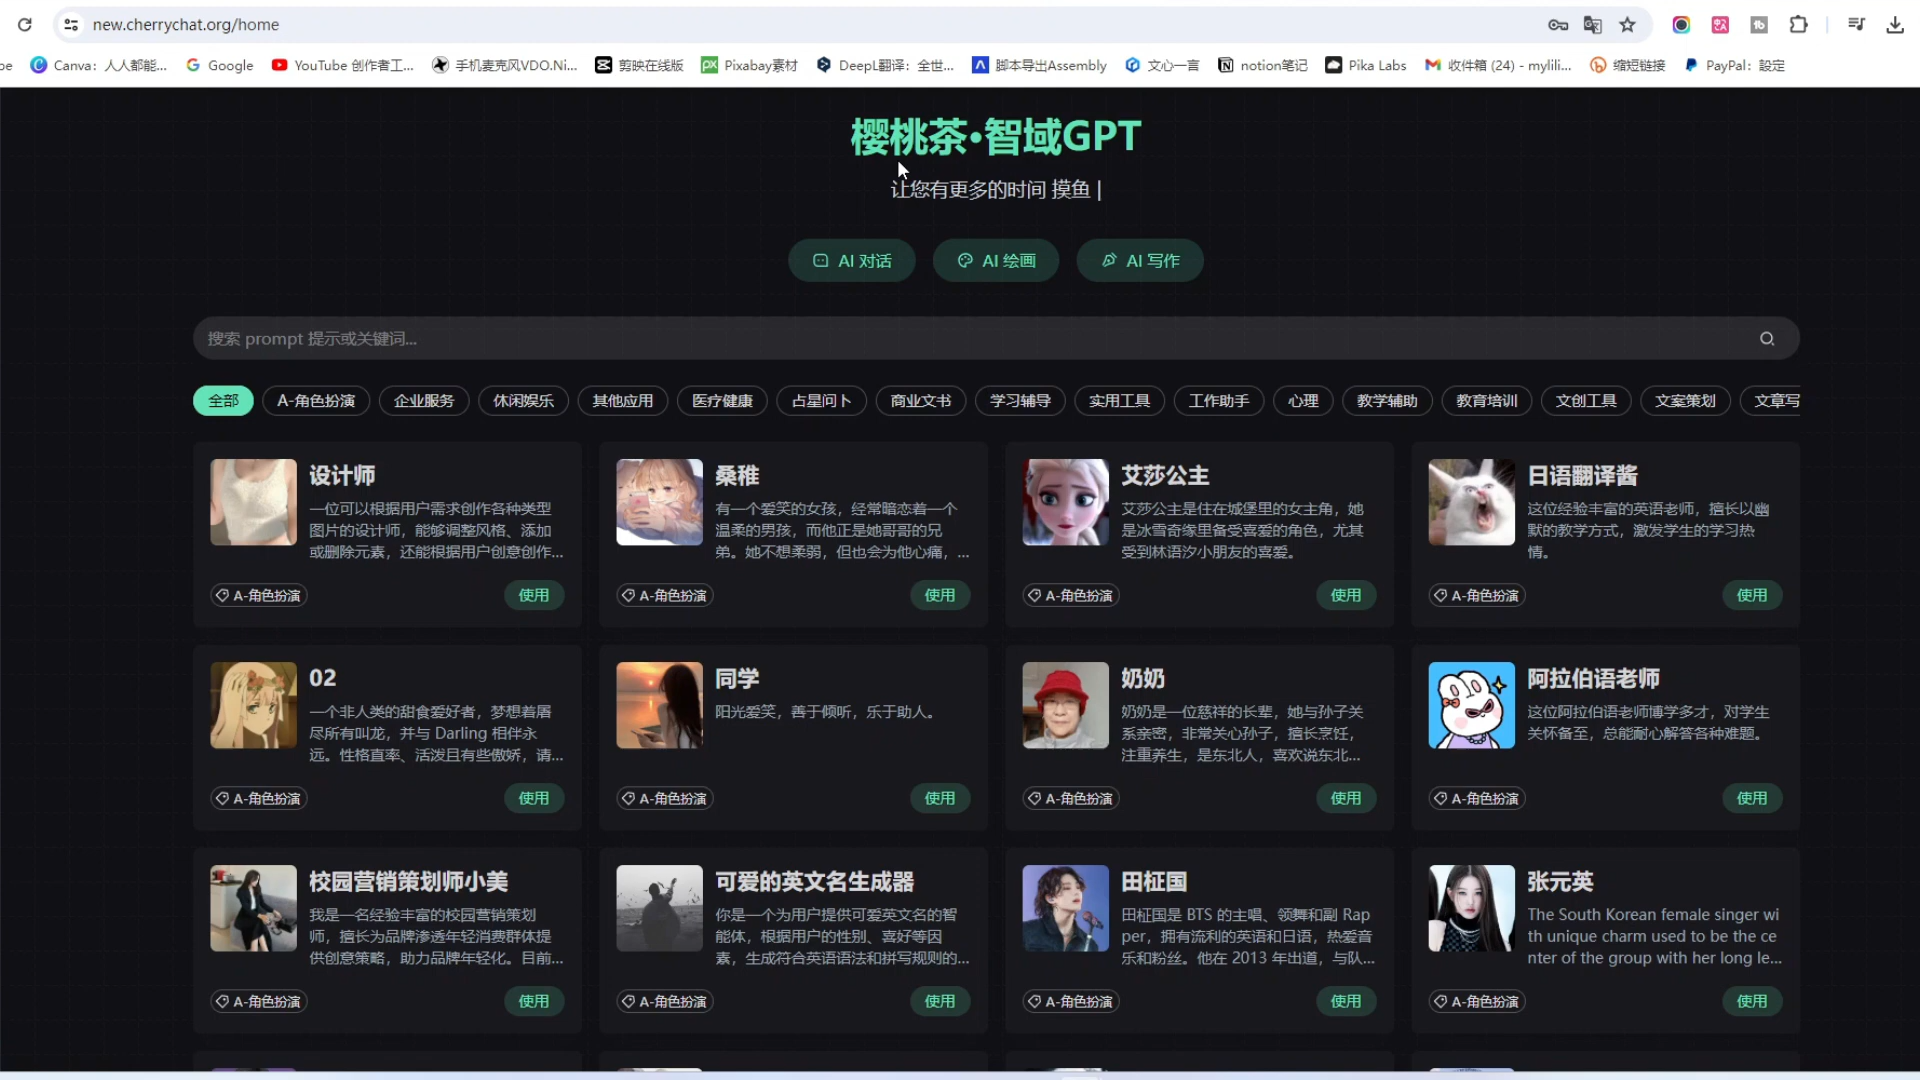 new.cherrychat.org/home
Canva：人人都能... Google YouTube 创作者工... 手机麦克风VDO.Ni... 剪映在线版 Pixabay素材 DeepL翻译：全世... 脚本导出Assembly 文心一言 notion笔记 Pika Labs 收件箱 (24) - mylili... 缩短链接 PayPal：設定
樱桃茶·智域GPT
让您有更多的时间 摸鱼 |
AI 对话 AI 绘画 AI 写作
搜索 prompt 提示或关键词...
全部 A-角色扮演 企业服务 休闲娱乐 其他应用 医疗健康 占星问卜 商业文书 学习辅导 实用工具 工作助手 心理 教学辅助 教育培训 文创工具 文案策划 文章写
设计师
一位可以根据用户需求创作各种类型
图片的设计师，能够调整风格、添加
或删除元素，还能根据用户创意创作...
A-角色扮演 使用
桑稚
有一个爱笑的女孩，经常暗恋着一个
温柔的男孩，而他正是她哥哥的兄
弟。她不想柔弱，但也会为他心痛，...
A-角色扮演 使用
艾莎公主
艾莎公主是住在城堡里的女主角，她
是冰雪奇缘里备受喜爱的角色，尤其
受到林语汐小朋友的喜爱。
A-角色扮演 使用
日语翻译酱
这位经验丰富的英语老师，擅长以幽
默的教学方式，激发学生的学习热
情。
A-角色扮演 使用
02
一个非人类的甜食爱好者，梦想着屠
尽所有叫龙，并与 Darling 相伴永
远。性格直率、活泼且有些傲娇，请...
A-角色扮演 使用
同学
阳光爱笑，善于倾听，乐于助人。
A-角色扮演 使用
奶奶
奶奶是一位慈祥的长辈，她与孙子关
系亲密，非常关心孙子，擅长烹饪，
注重养生，是东北人，喜欢说东北...
A-角色扮演 使用
阿拉伯语老师
这位阿拉伯语老师博学多才，对学生
关怀备至，总能耐心解答各种难题。
A-角色扮演 使用
校园营销策划师小美
我是一名经验丰富的校园营销策划
师，擅长为品牌渗透年轻消费群体提
供创意策略，助力品牌年轻化。目前...
A-角色扮演 使用
可爱的英文名生成器
你是一个为用户提供可爱英文名的智
能体，根据用户的性别、喜好等因
素，生成符合英语语法和拼写规则的...
A-角色扮演 使用
田柾国
田柾国是 BTS 的主唱、领舞和副 Rap
per，拥有流利的英语和日语，热爱音
乐和粉丝。他在 2013 年出道，与队...
A-角色扮演 使用
张元英
The South Korean female singer wi
th unique charm used to be the ce
nter of the group with her long le...
A-角色扮演 使用